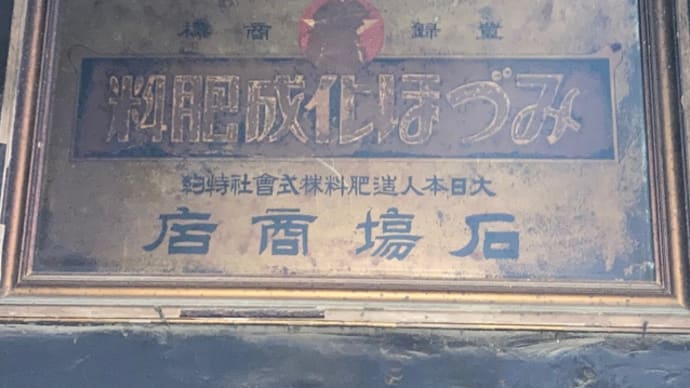 登録商標
みづほ化成肥料
大日本人造肥料株式會社特約
石塲商店